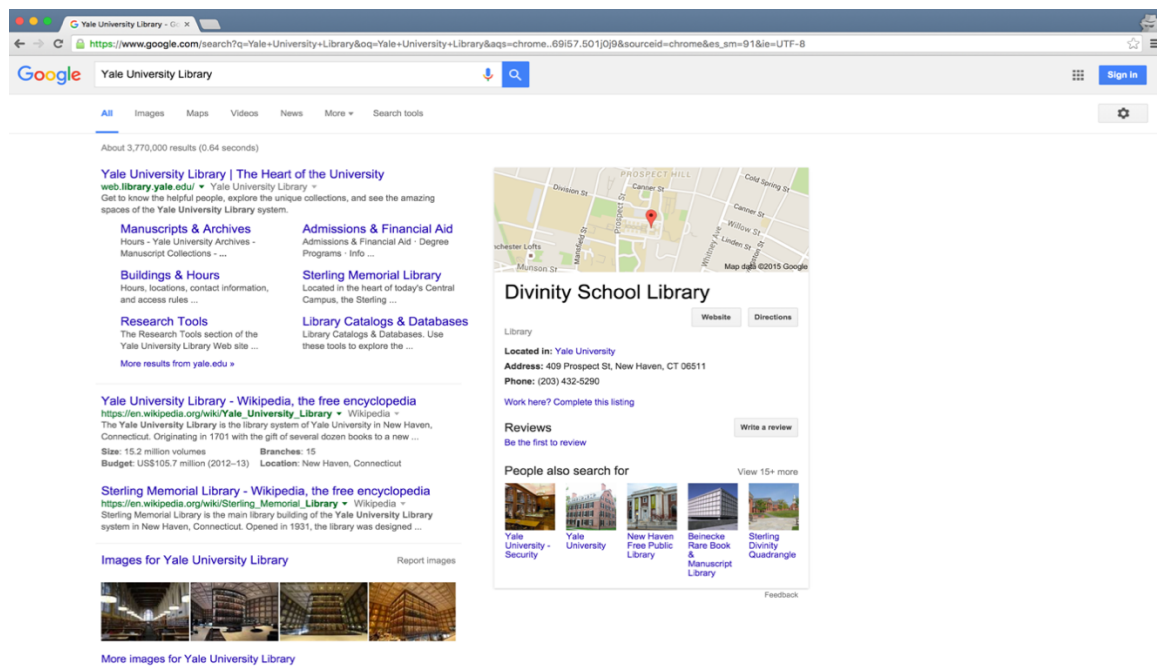 Yale University Library - Go
https://www.google.com/search?q=Yale+University+Library&oq=Yale+University+Library&aqs=chrome..69i57.501j0j9&sourceid=chrome&es_sm=91&ie=UTF-8
Google
Yale University Library
Sign in
All Images Maps Videos News More Search tools
About 3,770,000 results (0.64 seconds)
Yale University Library | The Heart of the University
web.library.yale.edu/ Yale University Library
Get to know the helpful people, explore the unique collections, and see the amazing
spaces of the Yale University Library system.
Manuscripts & Archives
Hours - Yale University Archives -
Manuscript Collections - ...
Admissions & Financial Aid
Admissions & Financial Aid · Degree
Programs · Info ...
Buildings & Hours
Hours, locations, contact information,
and access rules ...
Sterling Memorial Library
Located in the heart of today's Central
Campus, the Sterling ...
Research Tools
The Research Tools section of the
Yale University Library Web site ...
Library Catalogs & Databases
Library Catalogs & Databases. Use
these tools to explore the ...
More results from yale.edu »
Yale University Library - Wikipedia, the free encyclopedia
https://en.wikipedia.org/wiki/Yale_University_Library Wikipedia
The Yale University Library is the library system of Yale University in New Haven,
Connecticut. Originating in 1701 with the gift of several dozen books to a new ...
Size: 15.2 million volumes Branches: 15
Budget: US$105.7 million (2012–13) Location: New Haven, Connecticut
Sterling Memorial Library - Wikipedia, the free encyclopedia
https://en.wikipedia.org/wiki/Sterling_Memorial_Library Wikipedia
Sterling Memorial Library is the main building of the Yale University Library
system in New Haven, Connecticut. Opened in 1931, the library was designed ...
Images for Yale University Library
Report images
More images for Yale University Library
PROSPECT HILL
Division St
Canner St
Cold Spring St
Prospect St
Canner St
Willow St
Mansfield St
Linden St
Whitney Ave
nchester Lofts
Munson St
Map data ©2015 Google
Divinity School Library
Website Directions
Library
Located in: Yale University
Address: 409 Prospect St, New Haven, CT 06511
Phone: (203) 432-5290
Work here? Complete this listing
Reviews
Write a review
Be the first to review
People also search for
View 15+ more
Yale
University -
Security
Yale
University
New Haven
Free Public
Library
Beinecke
Rare Book
&
Manuscript
Library
Sterling
Divinity
Quadrangle
Feedback